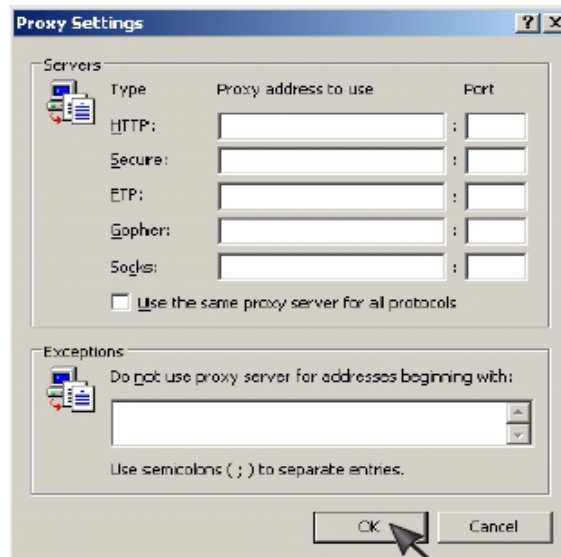 Proxy Settings
Servers
Type Proxy address to use Port
HTTP: :
Secure: :
FTP: :
Gopher: :
Socks: :
Use the same proxy server for all protocols
Exceptions
Do not use proxy server for addresses beginning with:
Use semicolons ( ; ) to separate entries.
OK Cancel